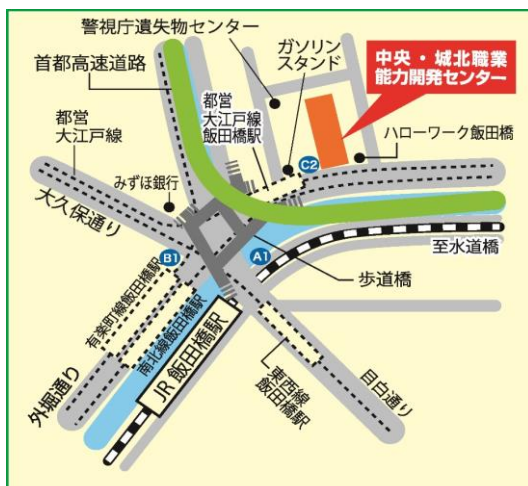 警視庁遺失物センター
ガソリン
スタンド
首都高速道路
中央・城北職業
能力開発センター
都営
大江戸線
都営
大江戸線
飯田橋駅
ハローワーク飯田橋
C2
みずほ銀行
大久保通り
B1
A1
至水道橋
歩道橋
有楽町線飯田橋駅
南北線飯田橋駅
JR 飯田橋駅
東西線
飯田橋駅
外堀通り
目白通り